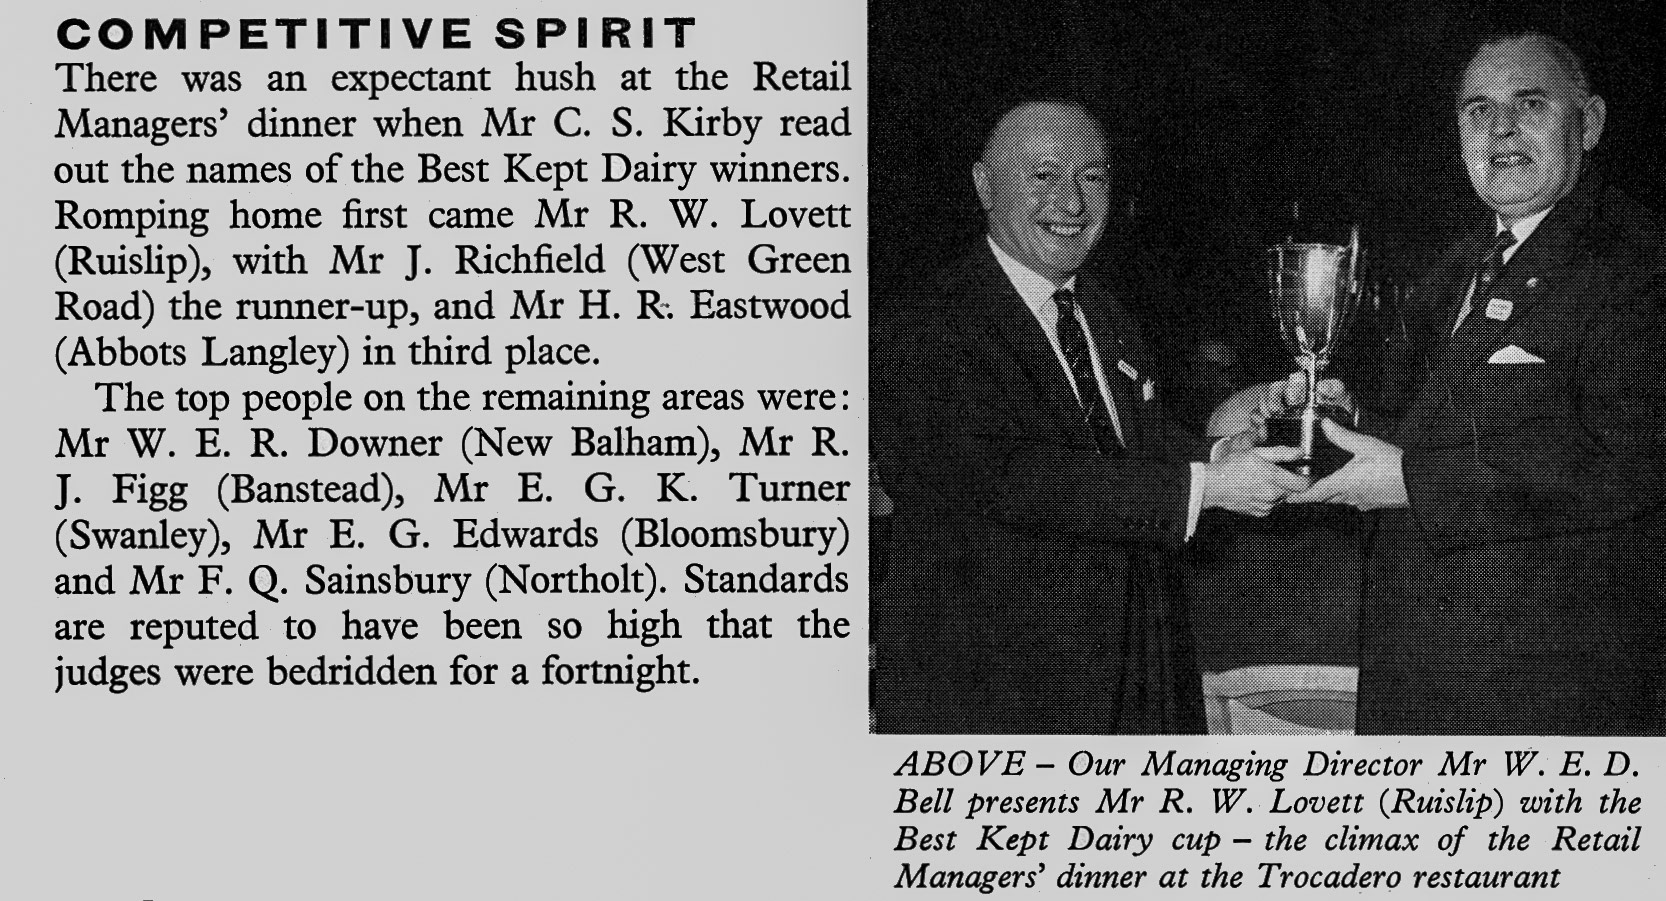 COMPETITIVE SPIRIT
There was an expectant hush at the Retail
Managers' dinner when Mr C. S. Kirby read
out the names of the Best Kept Dairy winners.
Romping home first came Mr R. W. Lovett
(Ruislip), with Mr J. Richfield (West Green
Road) the runner-up, and Mr H. R. Eastwood
(Abbots Langley) in third place.
The top people on the remaining areas were:
Mr W. E. R. Downer (New Balham), Mr R.
J. Figg (Banstead), Mr E. G. K. Turner
(Swanley), Mr E. G. Edwards (Bloomsbury)
and Mr F. Q. Sainsbury (Northolt). Standards
are reputed to have been so high that the
judges were bedridden for a fortnight.
ABOVE – Our Managing Director Mr W. E. D.
Bell presents Mr R. W. Lovett (Ruislip) with the
Best Kept Dairy cup – the climax of the Retail
Managers' dinner at the Trocadero restaurant